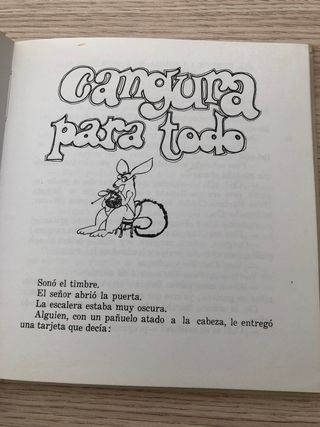 cangura
para todo
Sonó el timbre.
El señor abrió la puerta.
La escalera estaba muy oscura.
Alguien, con un pañuelo atado a la cabeza, le entregó
una tarjeta que decía: